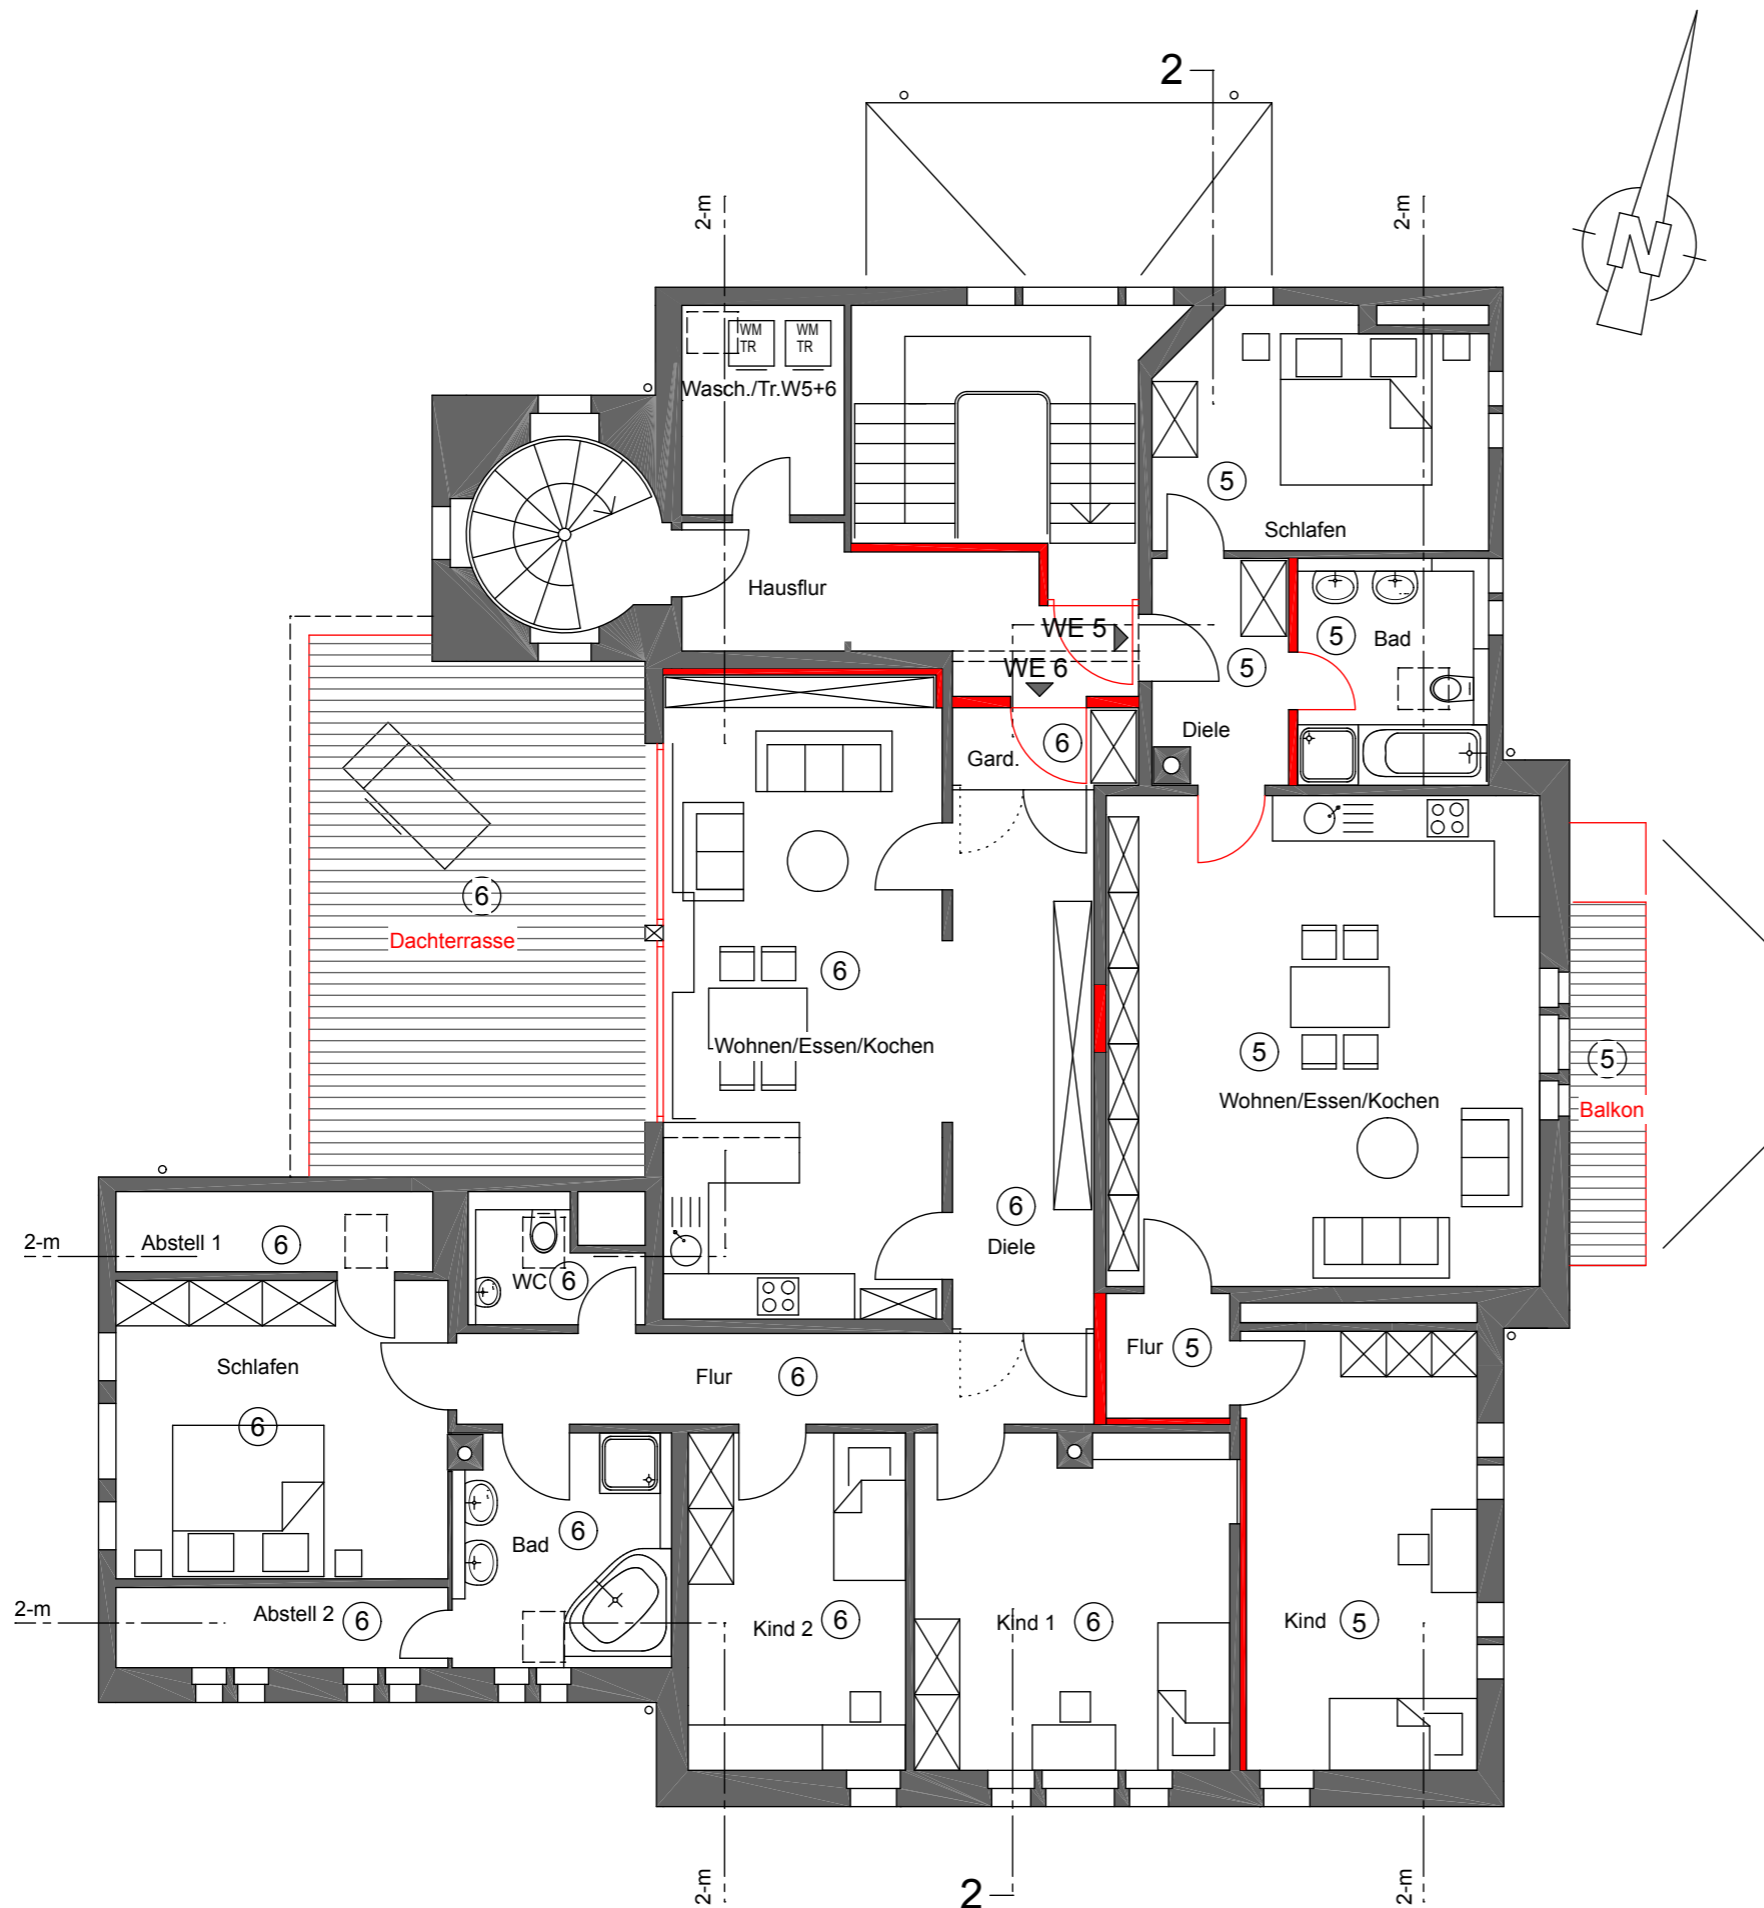 2
2-m
2-m
N
WM
TR
WM
TR
Wasch./Tr.W5+6
5
Schlafen
Hausflur
WE 5
5
Bad
5
WE 6
Diele
Gard.
6
6
Dachterrasse
6
Wohnen/Essen/Kochen
5
Wohnen/Essen/Kochen
5
Balkon
6
Diele
2-m
Abstell 1
6
WC
6
Flur
5
Schlafen
Flur
6
6
Bad
6
2-m
Abstell 2
6
Kind 2
6
Kind 1
6
Kind
5
2-m
2
2-m